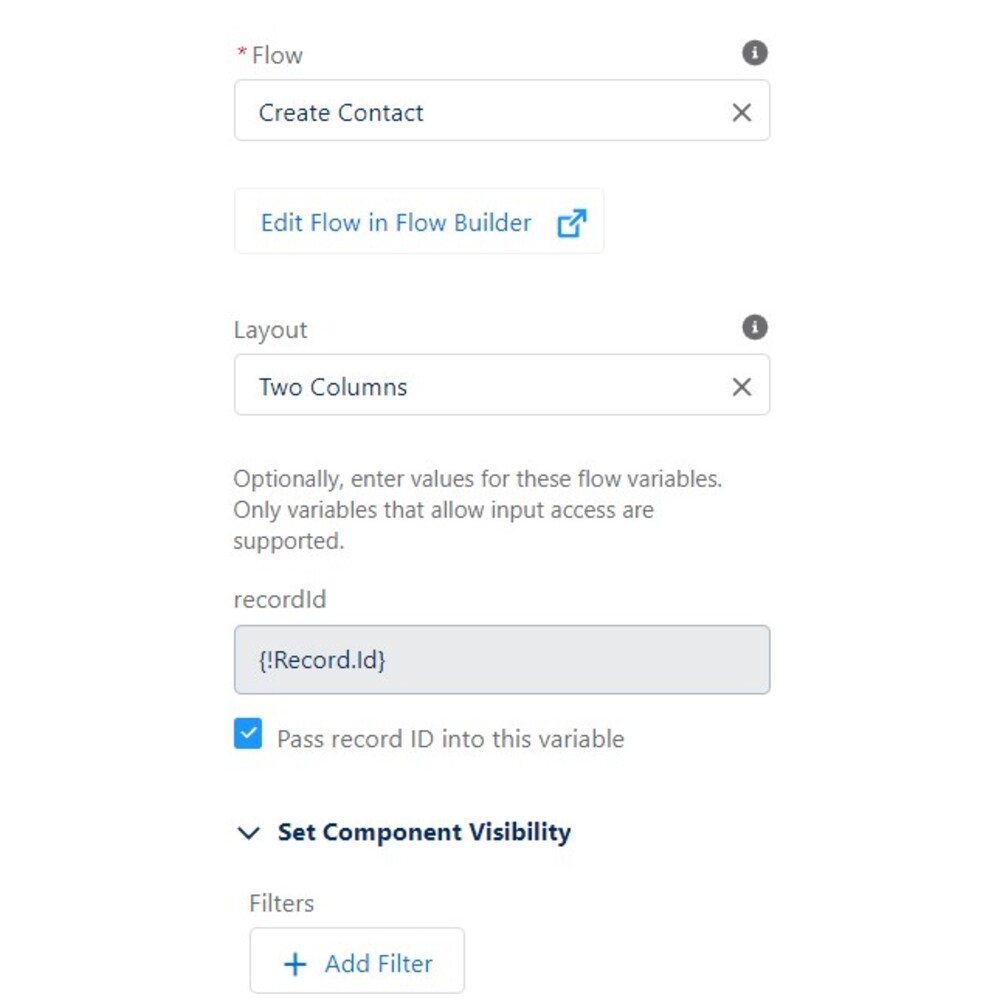 * Flow
Create Contact
Edit Flow in Flow Builder
Layout
Two Columns
Optionally, enter values for these flow variables.
Only variables that allow input access are
supported.
recordId
{!Record.Id}
Pass record ID into this variable
Set Component Visibility
Filters
+ Add Filter